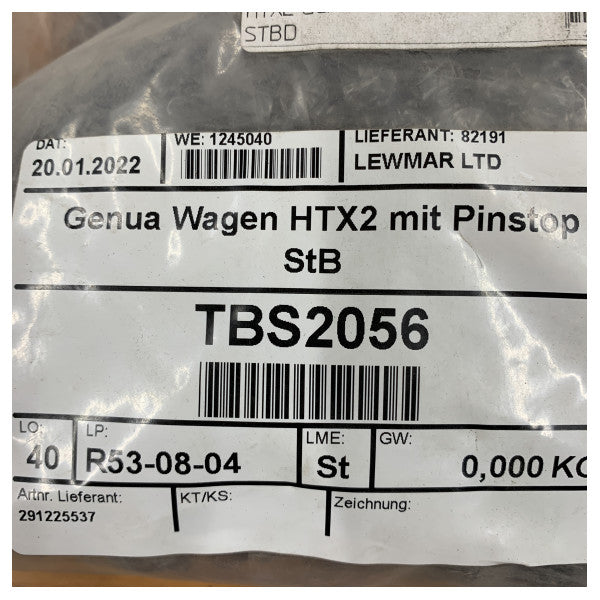 STBD
DAT:
20.01.2022
WE: 1245040
LIEFERANT: 82191
LEWMAR LTD
Genua Wagen HTX2 mit Pinstop
StB
TBS2056
LO:
40
LP:
R53-08-04
LME:
St
GW:
0,000 KG
Artnr. Lieferant:
291225537
KT/KS:
Zeichnung: